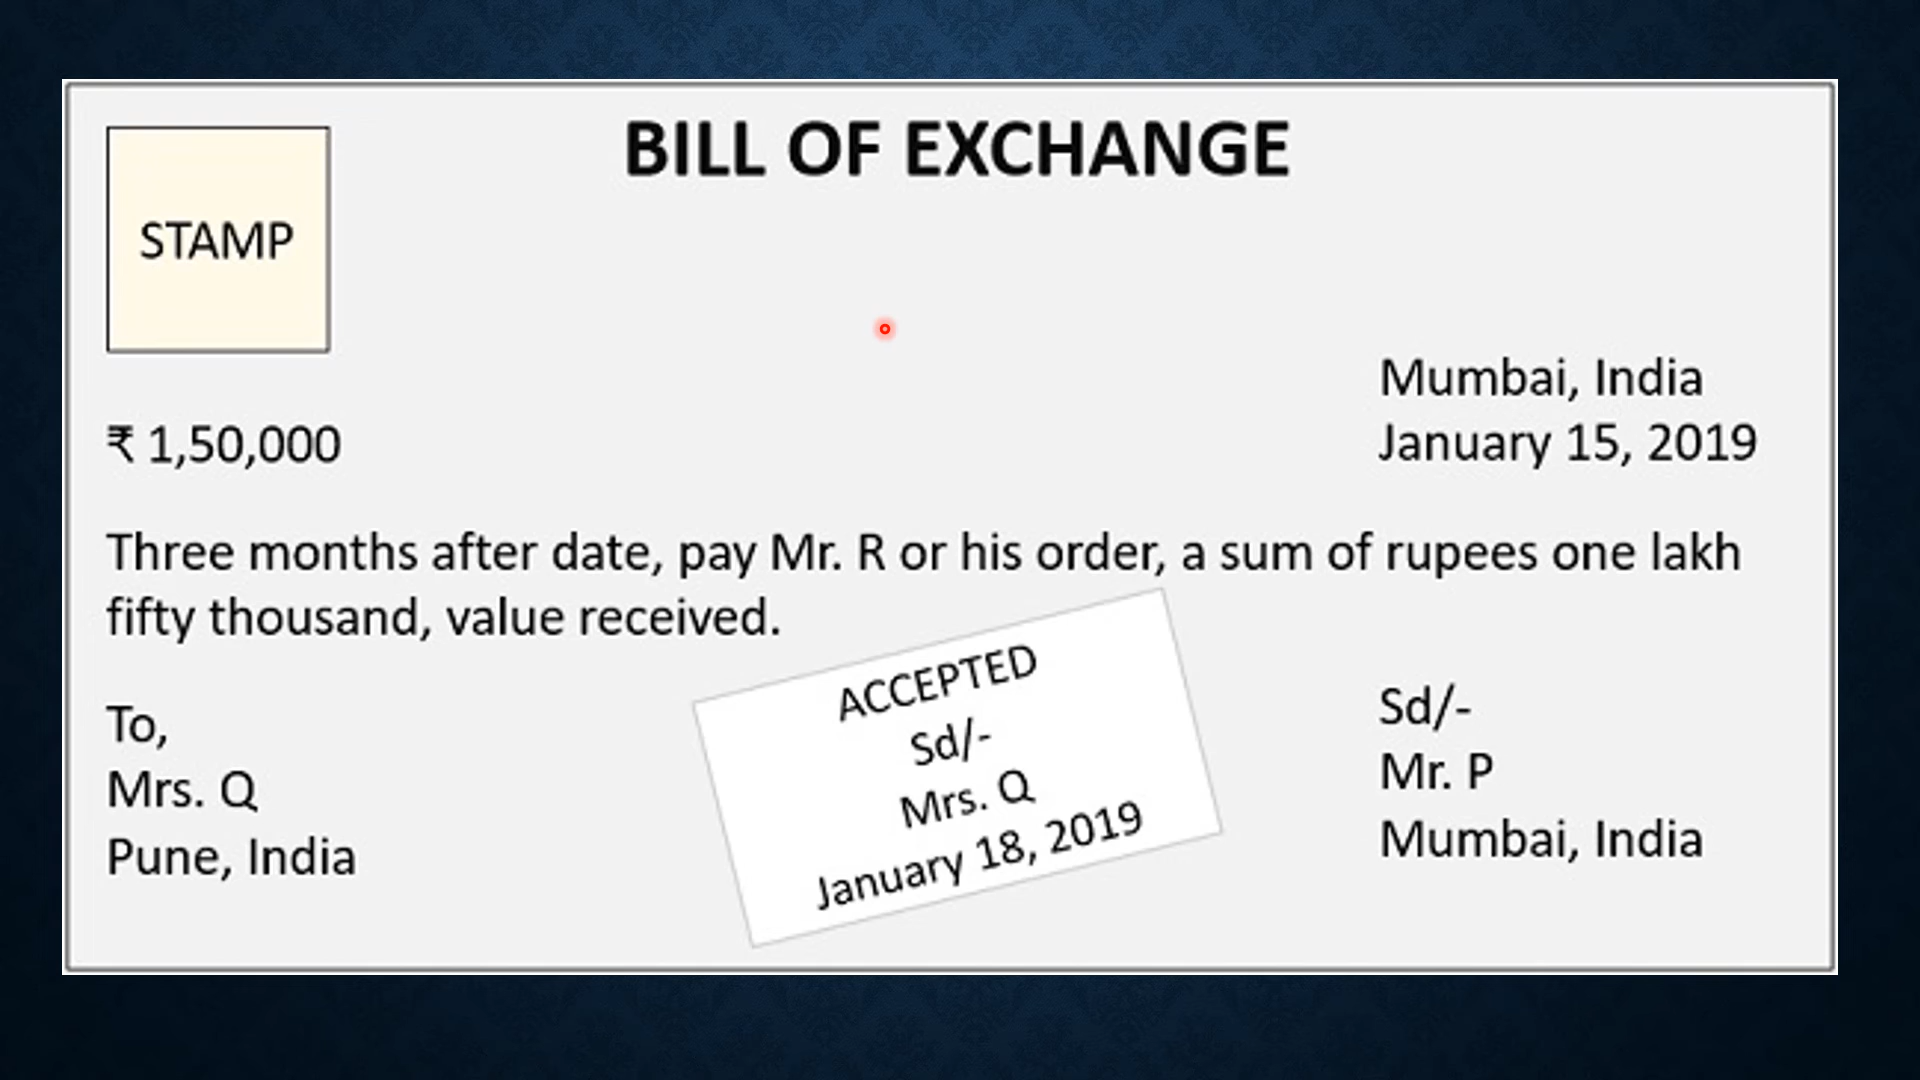 BILL OF EXCHANGE
STAMP
Mumbai, India
₹ 1,50,000
January 15, 2019
Three months after date, pay Mr. R or his order, a sum of rupees one lakh
fifty thousand, value received.
To,
Mrs. Q
Pune, India
ACCEPTED
Sd/-
Mrs. Q
January 18, 2019
Sd/-
Mr. P
Mumbai, India